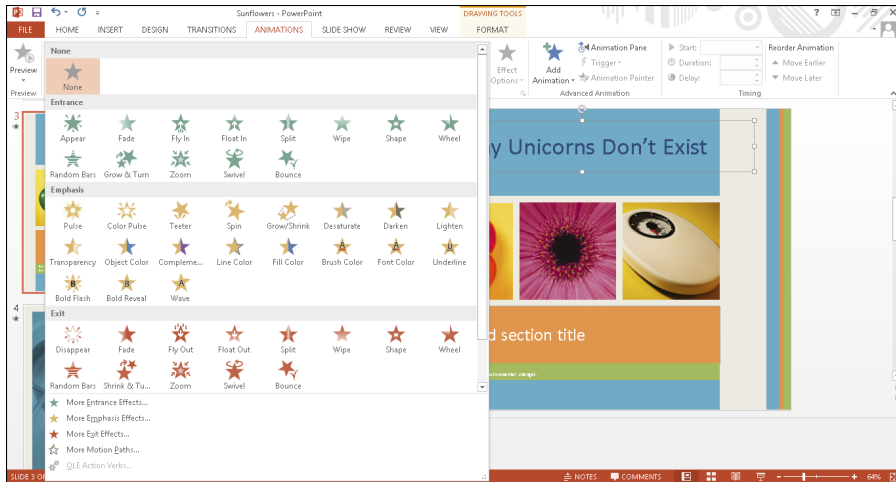 Sunflowers - PowerPoint
DRAWING TOOLS
FILE HOME INSERT DESIGN TRANSITIONS ANIMATIONS SLIDE SHOW REVIEW VIEW FORMAT
Preview
Preview
None
None
Entrance
Appear Fade Fly In Float In Split Wipe Shape Wheel
Random Bars Grow & Turn Zoom Swivel Bounce
Emphasis
Pulse Color Pulse Teeter Spin Grow/Shrink Desaturate Darken Lighten
Transparency Object Color Compleme... Line Color Fill Color Brush Color Font Color Underline
Bold Flash Bold Reveal Wave
Exit
Disappear Fade Fly Out Float Out Split Wipe Shape Wheel
Random Bars Shrink & Tu... Zoom Swivel Bounce
More Entrance Effects...
More Emphasis Effects...
More Exit Effects...
More Motion Paths...
OLE Action Verbs...
Effect Options
Add Animation
Animation Pane
Trigger
Animation Painter
Advanced Animation
Start:
Duration:
Delay:
Reorder Animation
Move Earlier
Move Later
Timing
3
4
y Unicorns Don't Exist
d section title
changes.
SLIDE 3 OF
NOTES COMMENTS 64%